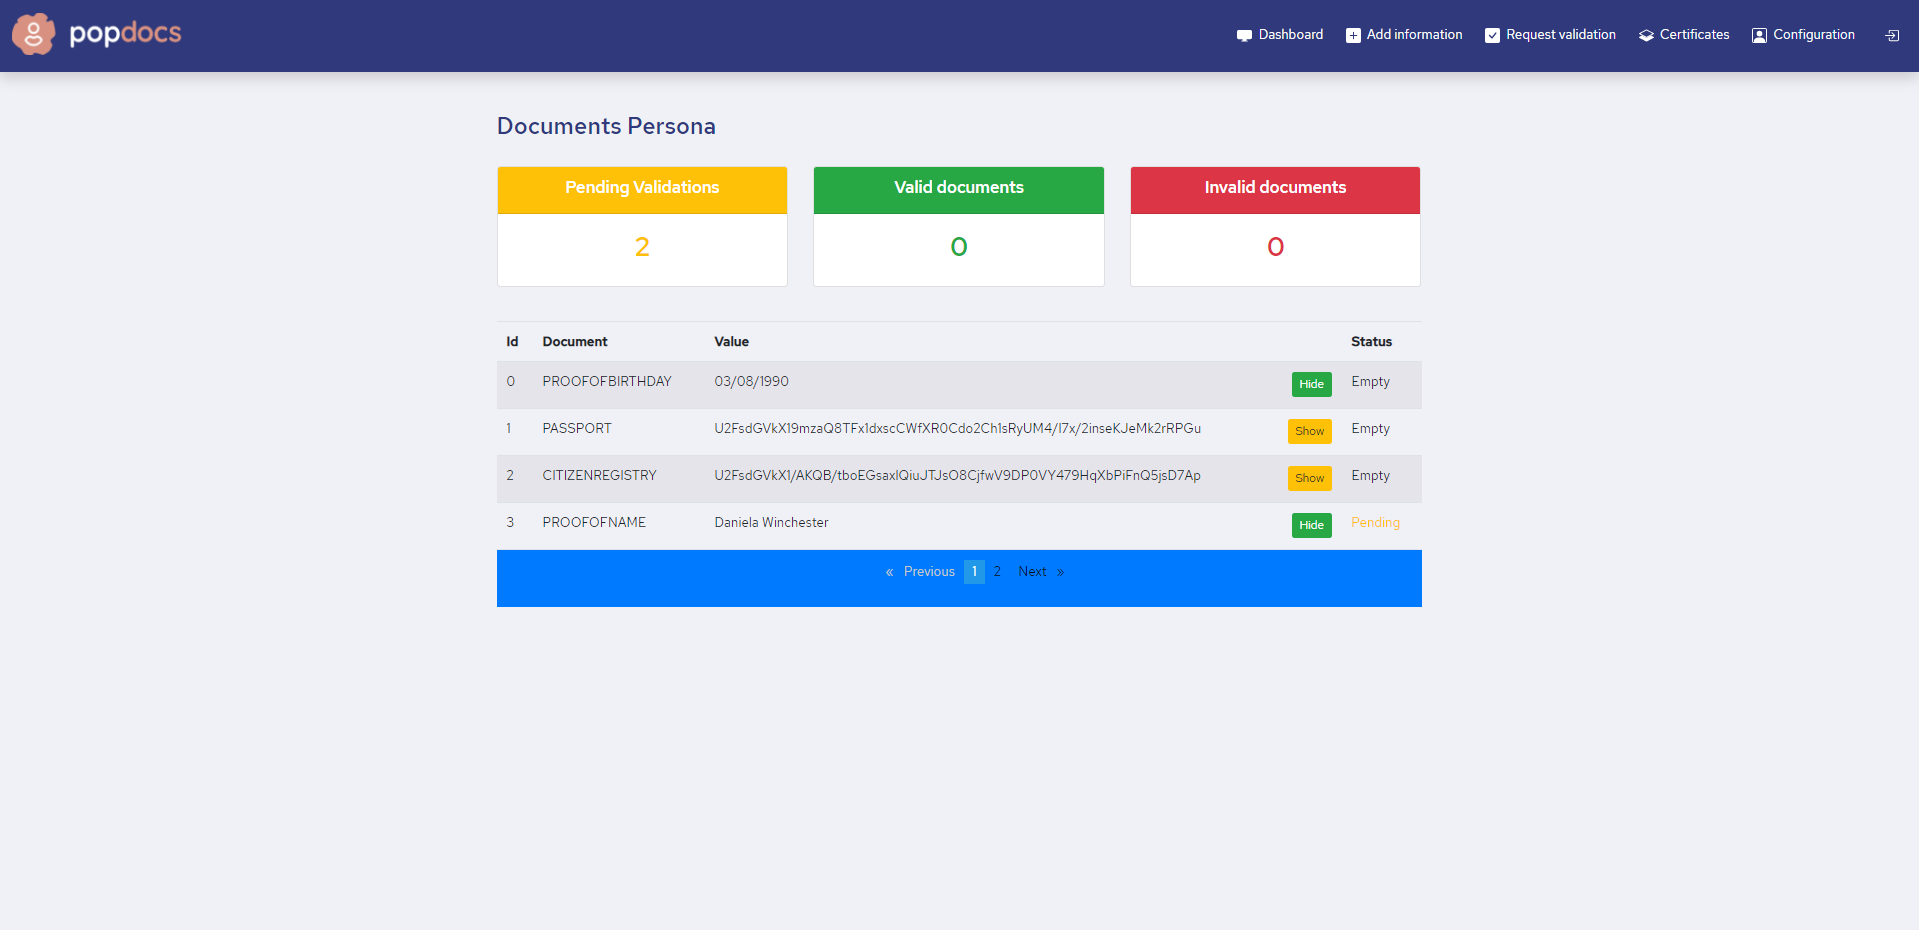 popdocs
Dashboard Add information Request validation Certificates Configuration
Documents Persona
Pending Validations Valid documents Invalid documents
2 0 0
Id Document Value Status
0 PROOFOFBIRTHDAY 03/08/1990 Hide Empty
1 PASSPORT U2FsdGVkX19mzaQ8TFx1dxscCWfXR0Cdo2Ch1sRyUM4/I7x/2inseKJeMk2rRPGu Show Empty
2 CITIZENREGISTRY U2FsdGVkX1/AKQB/tboEGsaxIQiuJTJsO8CjfwV9DP0VY479HqXbPiFnQ5jsD7Ap Show Empty
3 PROOFOFNAME Daniela Winchester Hide Pending
« Previous 1 2 Next »